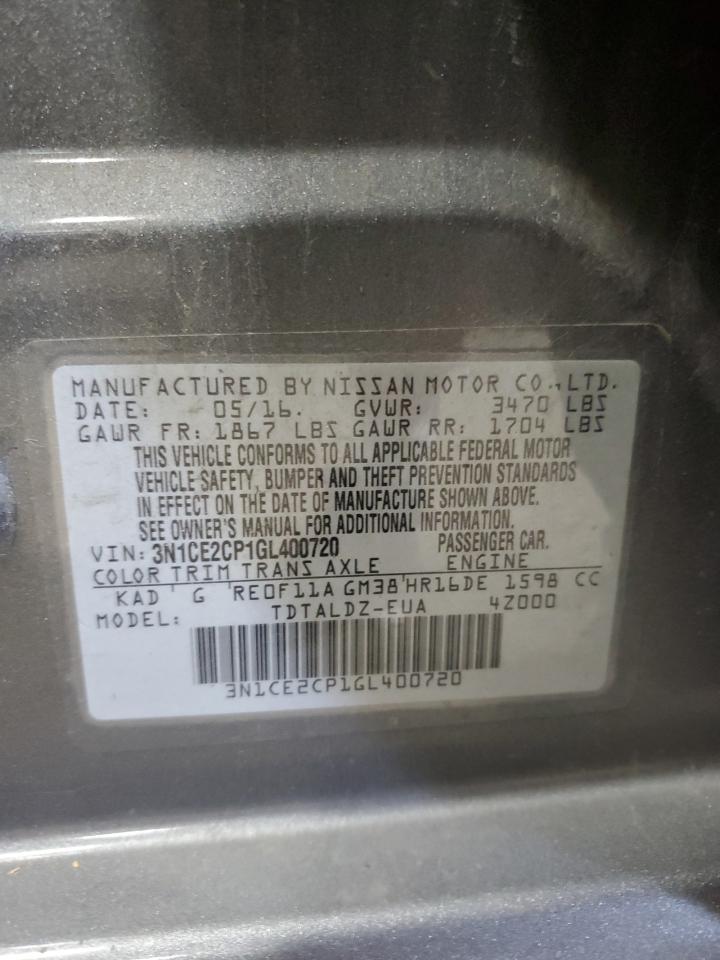 MANUFACTURED BY NISSAN MOTOR CO., LTD.
DATE: 05/16. GVWR: 3470 LBS
GAWR FR: 1867 LBS GAWR RR: 1704 LBS
THIS VEHICLE CONFORMS TO ALL APPLICABLE FEDERAL MOTOR
VEHICLE SAFETY, BUMPER AND THEFT PREVENTION STANDARDS
IN EFFECT ON THE DATE OF MANUFACTURE SHOWN ABOVE.
SEE OWNER'S MANUAL FOR ADDITIONAL INFORMATION.
VIN: 3N1CE2CP1GL400720 PASSENGER CAR.
COLOR TRIM TRANS AXLE ENGINE
KAD G RE0F11A GM38 HR16DE 1598 CC
MODEL: TDTALDZ-EUA 4Z000
3N1CE2CP1GL400720